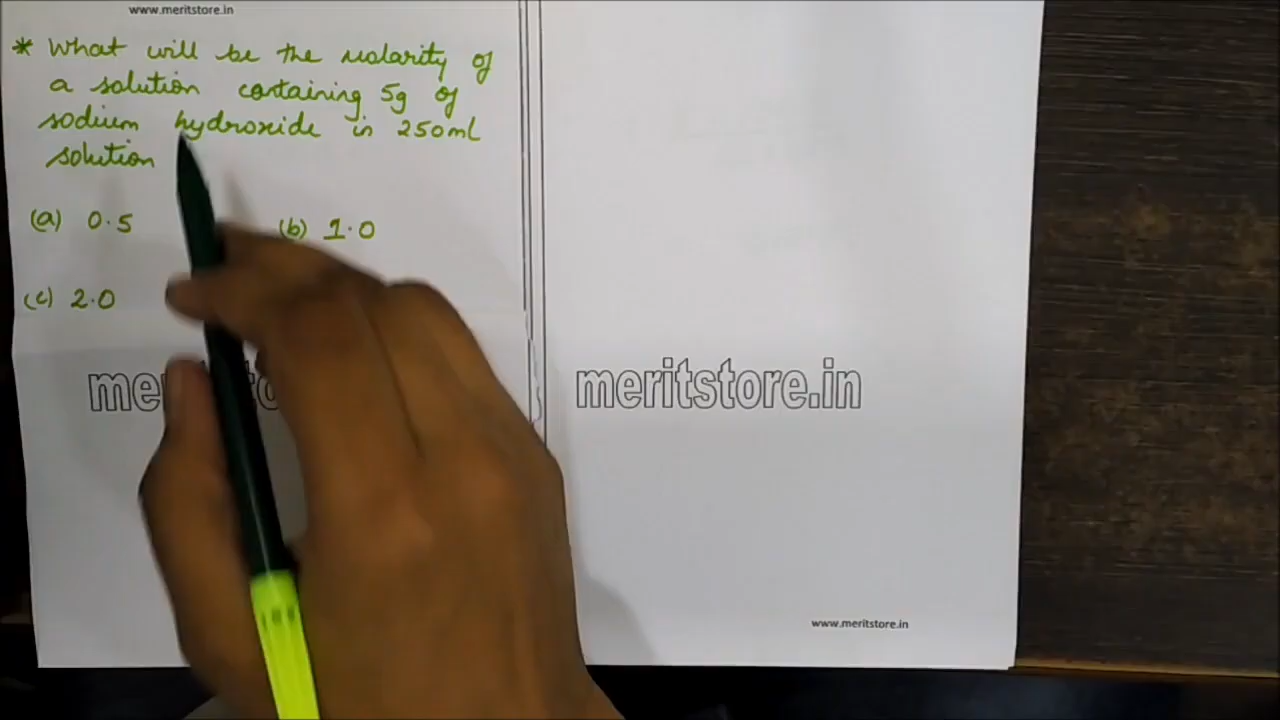 www.meritstore.in
* What will be the molarity of
a solution containing 5g of
sodium hydroxide in 250mL
solution
(a) 0.5 (b) 1.0
(c) 2.0
meritstore.in
www.meritstore.in